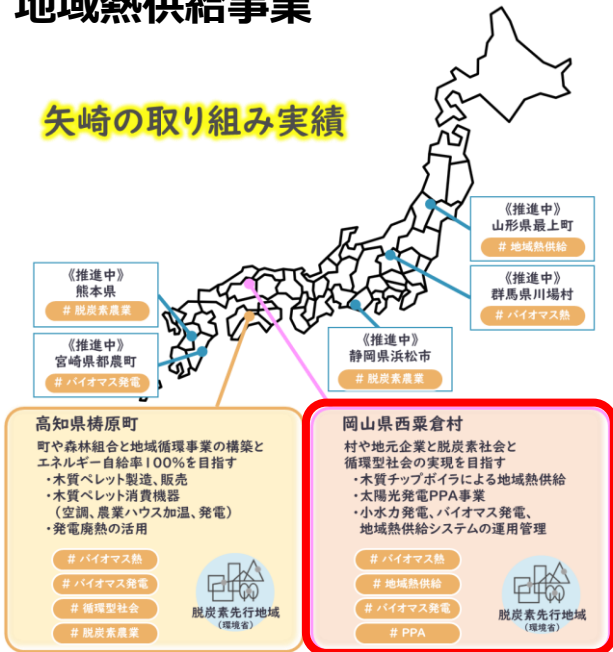 地域熱供給事業
矢崎の取り組み実績
《推進中》
山形県最上町
# 地域熱供給
《推進中》
群馬県川場村
# バイオマス熱
《推進中》
熊本県
# 脱炭素農業
《推進中》
宮崎県都農町
# バイオマス発電
《推進中》
静岡県浜松市
# 脱炭素農業
高知県梼原町
町や森林組合と地域循環事業の構築と
エネルギー自給率100%を目指す
・木質ペレット製造、販売
・木質ペレット消費機器
（空調、農業ハウス加温、発電）
・発電廃熱の活用
# バイオマス熱
# バイオマス発電
# 循環型社会
# 脱炭素農業
脱炭素先行地域
（環境省）
岡山県西粟倉村
村や地元企業と脱炭素社会と
循環型社会の実現を目指す
・木質チップボイラによる地域熱供給
・太陽光発電PPA事業
・小水力発電、バイオマス発電、
地域熱供給システムの運用管理
# バイオマス熱
# 地域熱供給
# バイオマス発電
# PPA
脱炭素先行地域
（環境省）